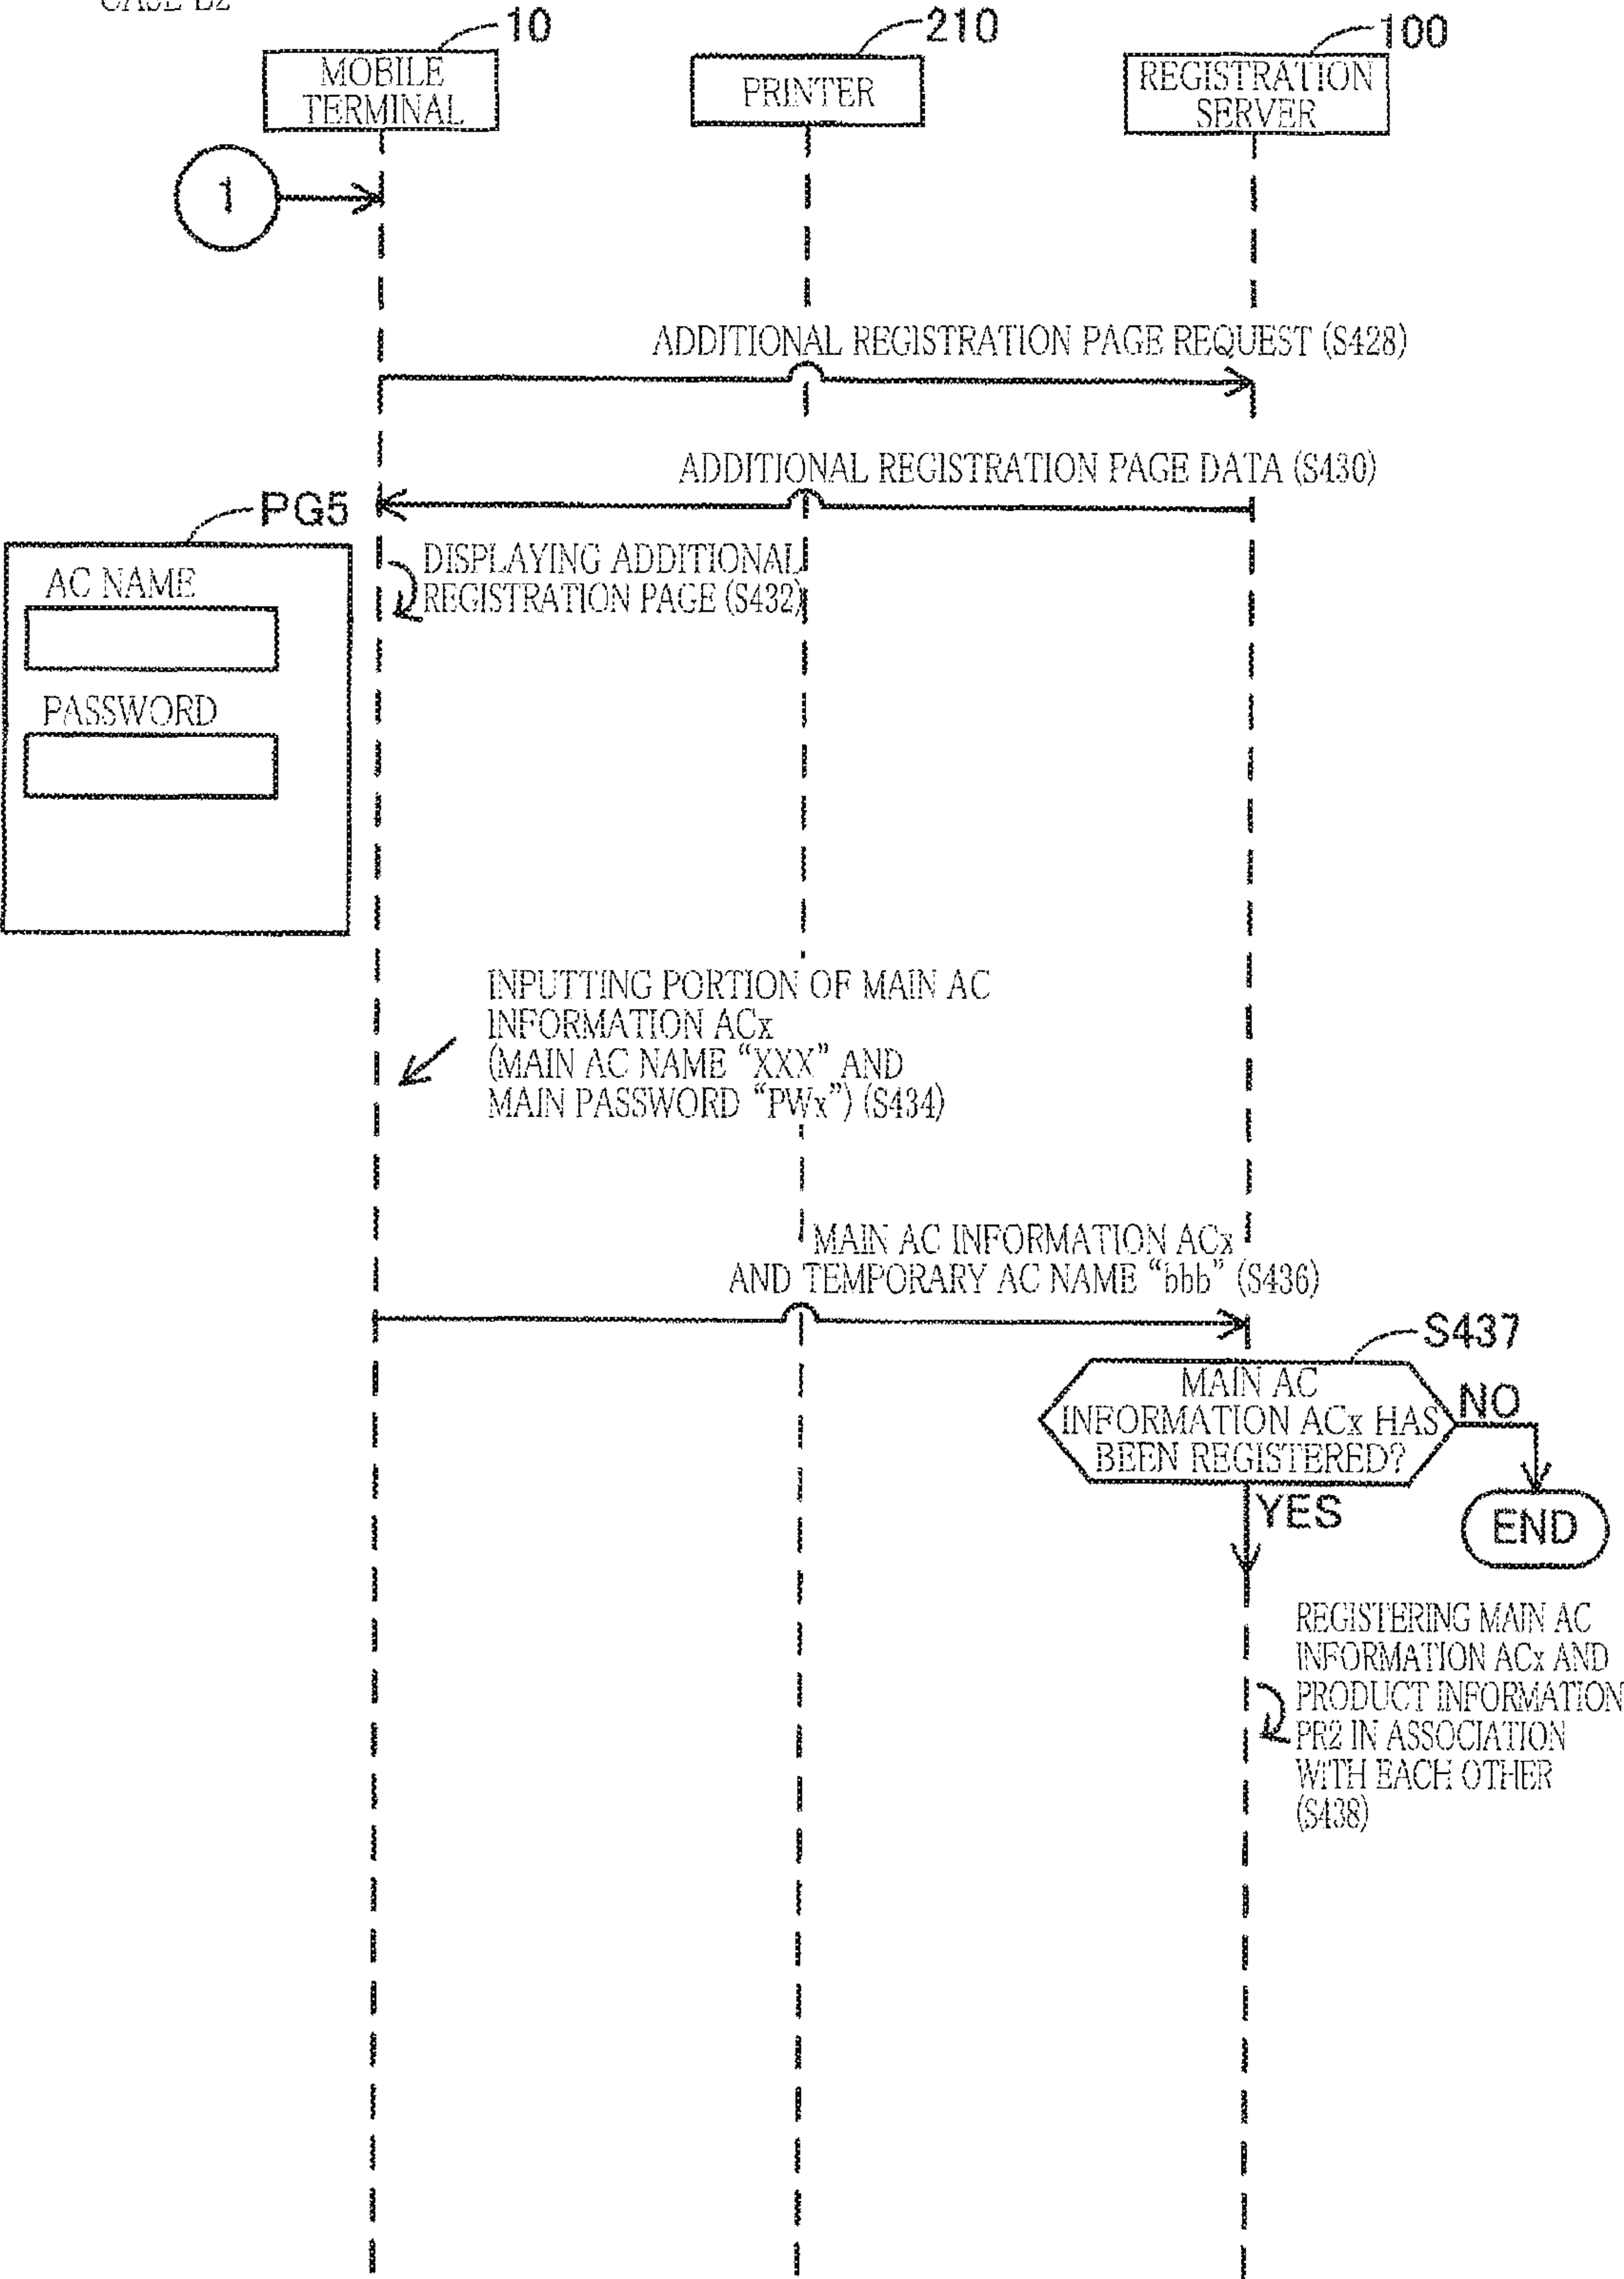 10
210
100
MOBILE
TERMINAL
PRINTER
REGISTRATION
SERVER
1
ADDITIONAL REGISTRATION PAGE REQUEST (S428)
ADDITIONAL REGISTRATION PAGE DATA (S430)
PG5
AC NAME
PASSWORD
DISPLAYING ADDITIONAL
REGISTRATION PAGE (S432)
INPUTTING PORTION OF MAIN AC
INFORMATION ACx
(MAIN AC NAME “XXX” AND
MAIN PASSWORD “PWx”) (S434)
MAIN AC INFORMATION ACx
AND TEMPORARY AC NAME “bbb” (S436)
S437
MAIN AC
INFORMATION ACx HAS
BEEN REGISTERED?
NO
YES
END
REGISTERING MAIN AC
INFORMATION ACx AND
PRODUCT INFORMATION
PR2 IN ASSOCIATION
WITH EACH OTHER
(S438)